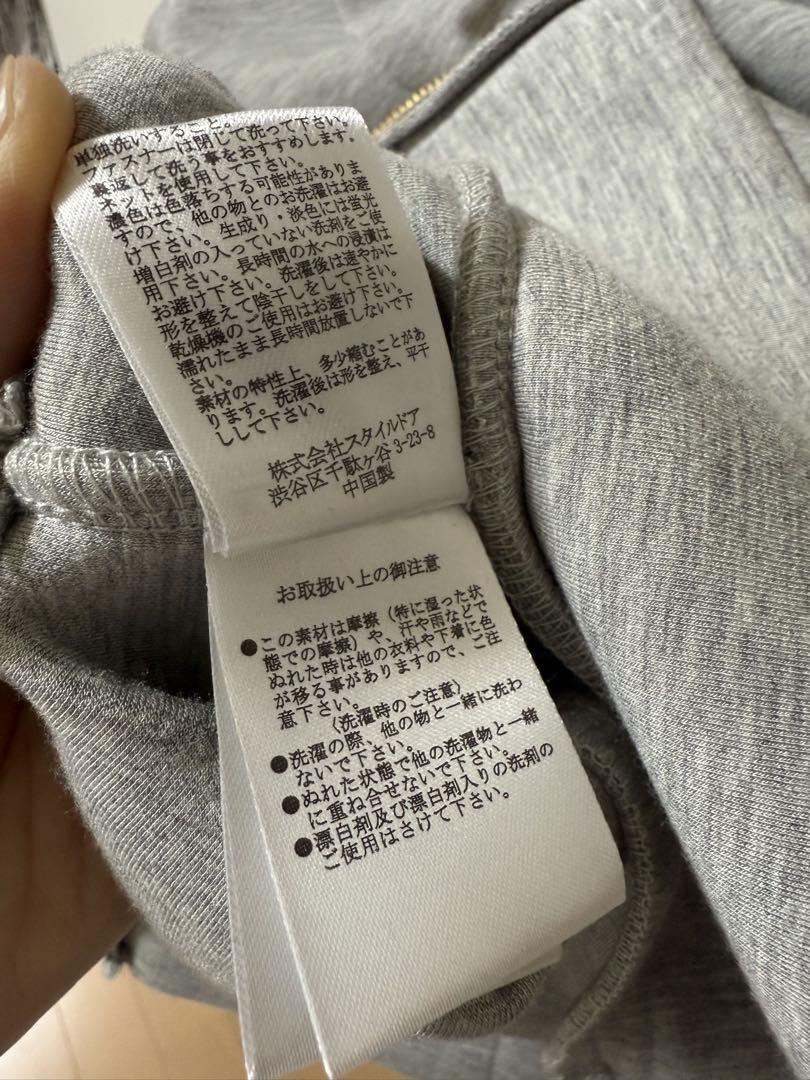 単独洗いすること。
ファスナーは閉じて洗って下さい。
裏返して洗う事をおすすめします。
ネットを使用して下さい。
濃色は色落ちする可能性がありま
すので、他の物とのお洗濯はお避
け下さい。生成り・淡色には蛍光
増白剤の入っていない洗剤をご使
用下さい。長時間の水への浸漬は
お避け下さい。洗濯後は速やかに
形を整えて陰干しをして下さい。
乾燥機のご使用はお避け下さい。
濡れたまま長時間放置しないで下
さい。
素材の特性上、多少縮むことがあ
ります。洗濯後は形を整え、平干
しして下さい。
株式会社スタイルドア
渋谷区千駄ヶ谷3-23-8
中国製
お取扱い上の御注意
●この素材は摩擦（特に湿った状
態での摩擦）や、汗や雨などで
ぬれた時は他の衣料や下着に色
が移る事がありますので、ご注
意下さい。
〈洗濯時のご注意〉
●洗濯の際、他の物と一緒に洗わ
ないで下さい。
●ぬれた状態で他の洗濯物と一緒
に重ね合せないで下さい。
●漂白剤及び漂白剤入りの洗剤の
ご使用はさけて下さい。